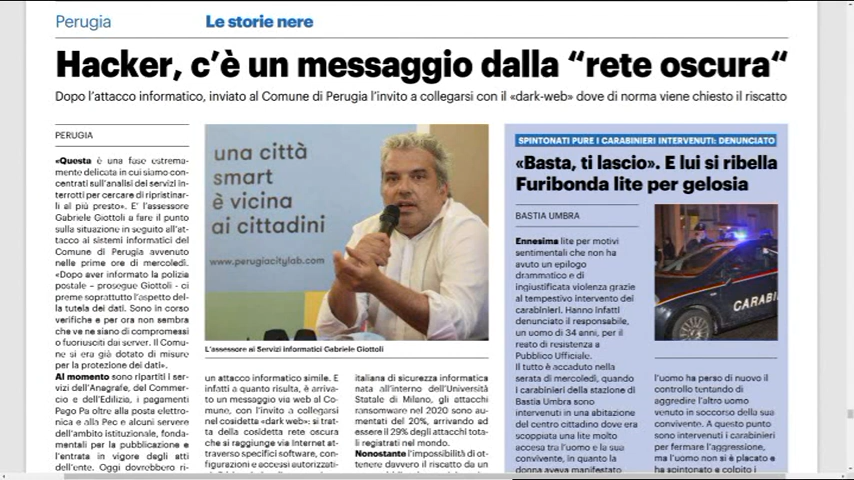 Perugia
Le storie nere
Hacker, c'è un messaggio dalla “rete oscura“
Dopo l'attacco informatico, inviato al Comune di Perugia l'invito a collegarsi con il «dark-web» dove di norma viene chiesto il riscatto
PERUGIA
«Questa è una fase estrema-
mente delicata in cui siamo con-
centrati sull'analisi dei servizi in-
terrotti per cercare di ripristinar-
li al più presto». E' l'assessore
Gabriele Giottoli a fare il punto
sulla situazione in seguito all'at-
tacco ai sistemi informatici del
Comune di Perugia avvenuto
nelle prime ore di mercoledì.
«Dopo aver informato la polizia
postale – prosegue Giottoli - ci
preme soprattutto l'aspetto del-
la tutela dei dati. Sono in corso
verifiche e per ora non sembra
che ve ne siano di compromessi
o fuoriusciti dai server. Il Comu-
ne si era già dotato di misure
per la protezione dei dati».
Al momento sono ripartiti i ser-
vizi dell'Anagrafe, del Commer-
cio e dell'Edilizia, i pagamenti
Pago Pa oltre alla posta elettroni-
ca e alla Pec e alcuni servizi
dell'ambito istituzionale, fonda-
mentali per la pubblicazione e
l'entrata in vigore degli atti
dell'ente. Oggi dovrebbero ri-
una città
smart
è vicina
ai cittadini
www.perugiacitylab.com
L'assessore ai Servizi informatici Gabriele Giottoli
un attacco informatico simile. E
infatti a quanto risulta, è arriva-
to un messaggio via web al Co-
mune, con l'invito a collegarsi
nel cosidetta «dark web»: si trat-
ta della cosidetta rete oscura
che si raggiunge via Internet at-
traverso specifici software, con-
figurazioni e accessi autorizzati-
italiana di sicurezza informatica
nata all'interno dell'Università
Statale di Milano, gli attacchi
ransomware nel 2020 sono au-
mentati del 20%, arrivando ad
essere il 29% degli attacchi tota-
li registrati nel mondo.
Nonostante l'impossibilità di ot-
tenere davvero il riscatto da un
SPINTONATI PURE I CARABINIERI INTERVENUTI: DENUNCIATO
«Basta, ti lascio». E lui si ribella
Furibonda lite per gelosia
BASTIA UMBRA
Ennesima lite per motivi
sentimentali che non ha
avuto un epilogo
drammatico e di
ingiustificata violenza grazie
al tempestivo intervento dei
carabinieri. Hanno infatti
denunciato il responsabile,
un uomo di 34 anni, per il
reato di resistenza a
Pubblico Ufficiale.
Il tutto è accaduto nella
serata di mercoledì, quando
i carabinieri della stazione di
Bastia Umbra sono
intervenuti in una abitazione
del centro cittadino dove era
scoppiata una lite molto
accesa tra l'uomo e la sua
convivente, in quanto la
donna aveva manifestato
CARABI
l'uomo ha perso di nuovo il
controllo tentando di
aggredire l'altro uomo
venuto in soccorso della sua
convivente. A questo punto
sono intervenuti i carabinieri
per fermare l'aggressione,
ma l'uomo non si è placato e
ha spintonato e colpito i